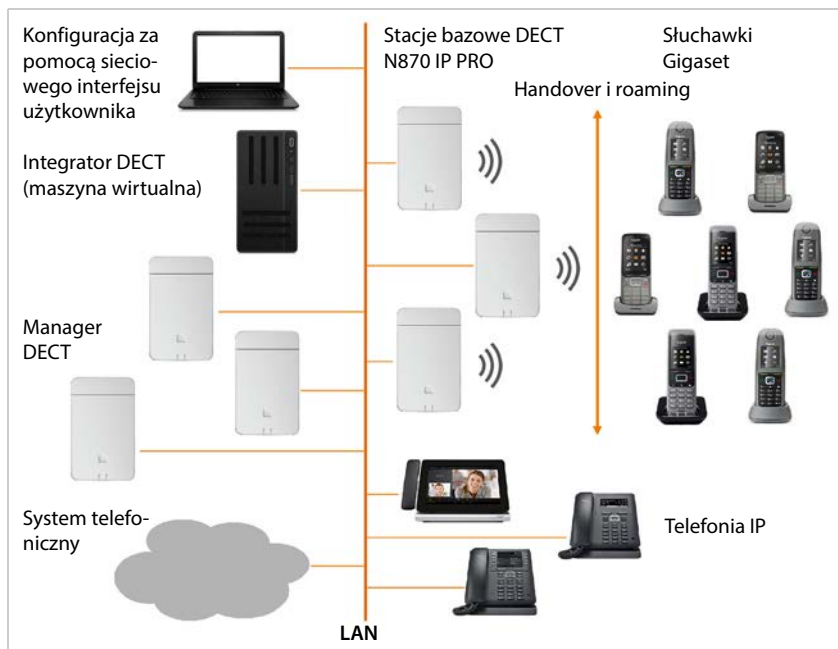 Konfiguracja za
pomocą siecio-
wego interfejsu
użytkownika
Stacje bazowe DECT
N870 IP PRO
Słuchawki
Gigaset
Handover i roaming
Integrator DECT
(maszyna wirtualna)
Manager
DECT
System telefo-
niczny
Telefonia IP
LAN